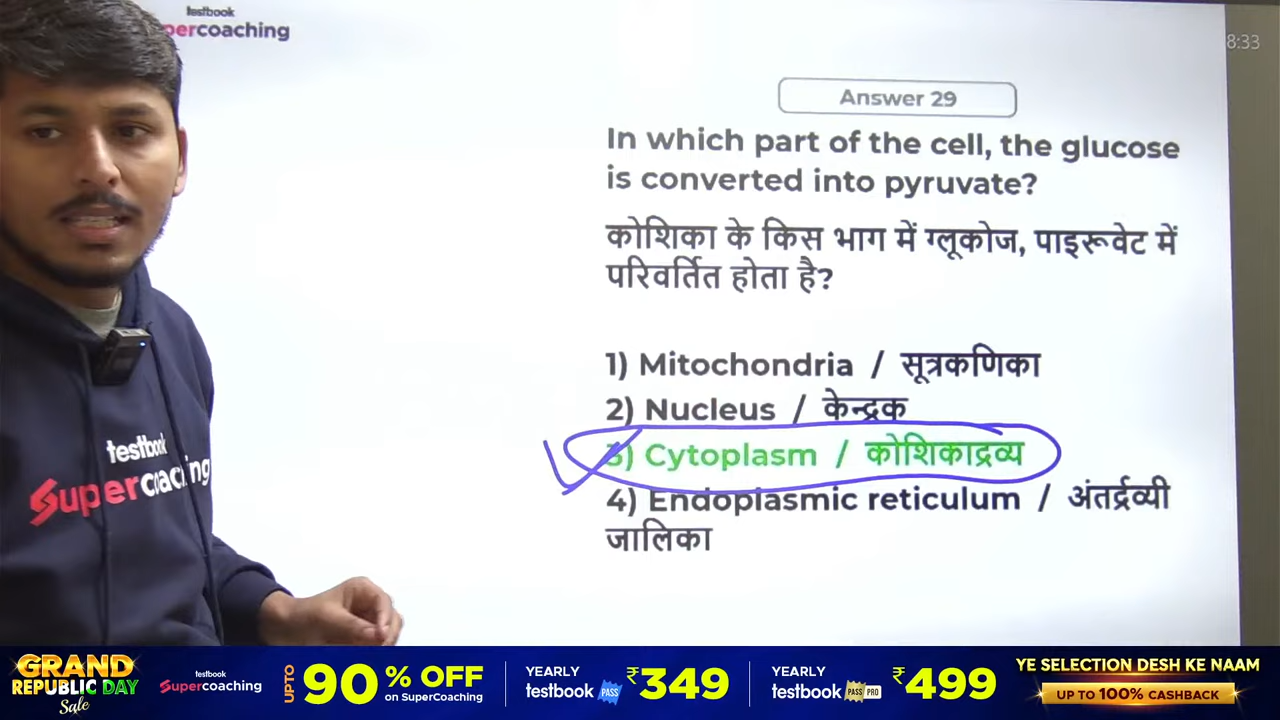 testbook
percoaching
8:33
Answer 29
In which part of the cell, the glucose
is converted into pyruvate?
कोशिका के किस भाग में ग्लूकोज, पाइरूवेट में
परिवर्तित होता है?
1) Mitochondria / सूत्रकणिका
2) Nucleus / केन्द्रक
3) Cytoplasm / कोशिकाद्रव्य
4) Endoplasmic reticulum / अंतर्द्रव्यी
जालिका
testbook
Supercoaching
GRAND
REPUBLIC DAY
Sale
testbook
Supercoaching
UPTO 90% OFF
on SuperCoaching
YEARLY
testbook PASS ₹349
YEARLY
testbook PASS PRO ₹499
YE SELECTION DESH KE NAAM
UP TO 100% CASHBACK